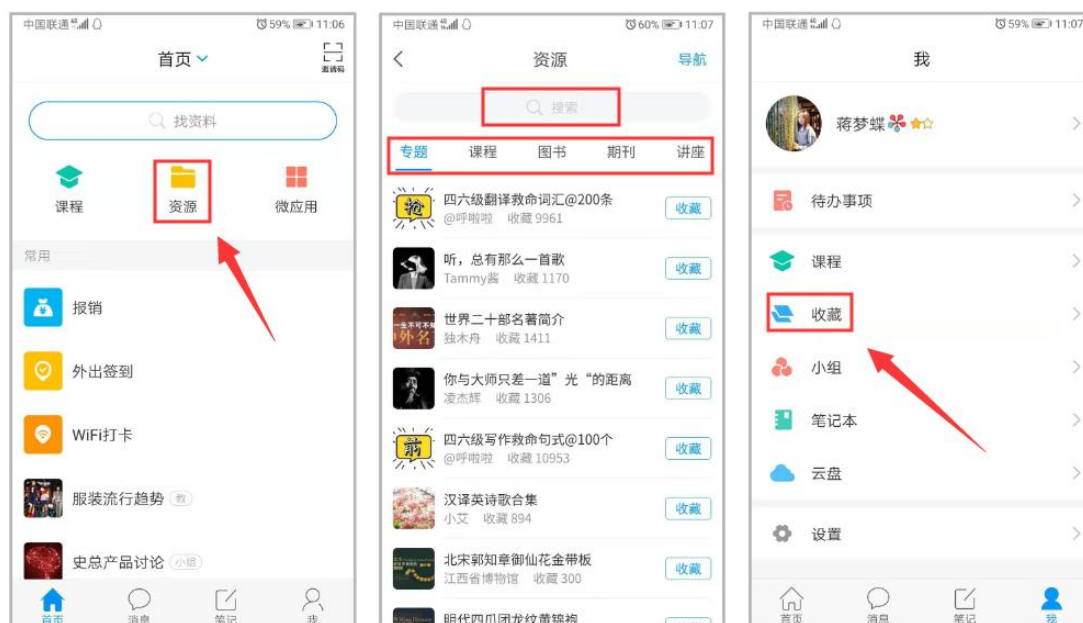 中国联通
59%
11:06
首页
邀请码
找资料
课程
资源
微应用
常用
报销
外出签到
WiFi打卡
服装流行趋势 教
史总产品讨论 小组
首页
消息
笔记
我
中国联通
60%
11:07
资源
导航
搜索
专题
课程
图书
期刊
讲座
四六级翻译救命词汇@200条
@呼啦啦 收藏 9961
收藏
听，总有那么一首歌
Tammy酱 收藏 1170
收藏
世界二十部名著简介
独木舟 收藏 1411
收藏
你与大师只差一道”光“的距离
凌杰辉 收藏 1306
收藏
抢
四六级写作救命句式@100个
@呼啦啦 收藏 10953
收藏
前
汉译英诗歌合集
小艾 收藏 894
收藏
北宋郭知章御仙花金带板
江西省博物馆 收藏 300
收藏
明代四爪团龙纹黄锦袍
中国联通
59%
11:07
我
蒋梦蝶
待办事项
课程
收藏
小组
笔记本
云盘
设置
首页
消息
笔记
我